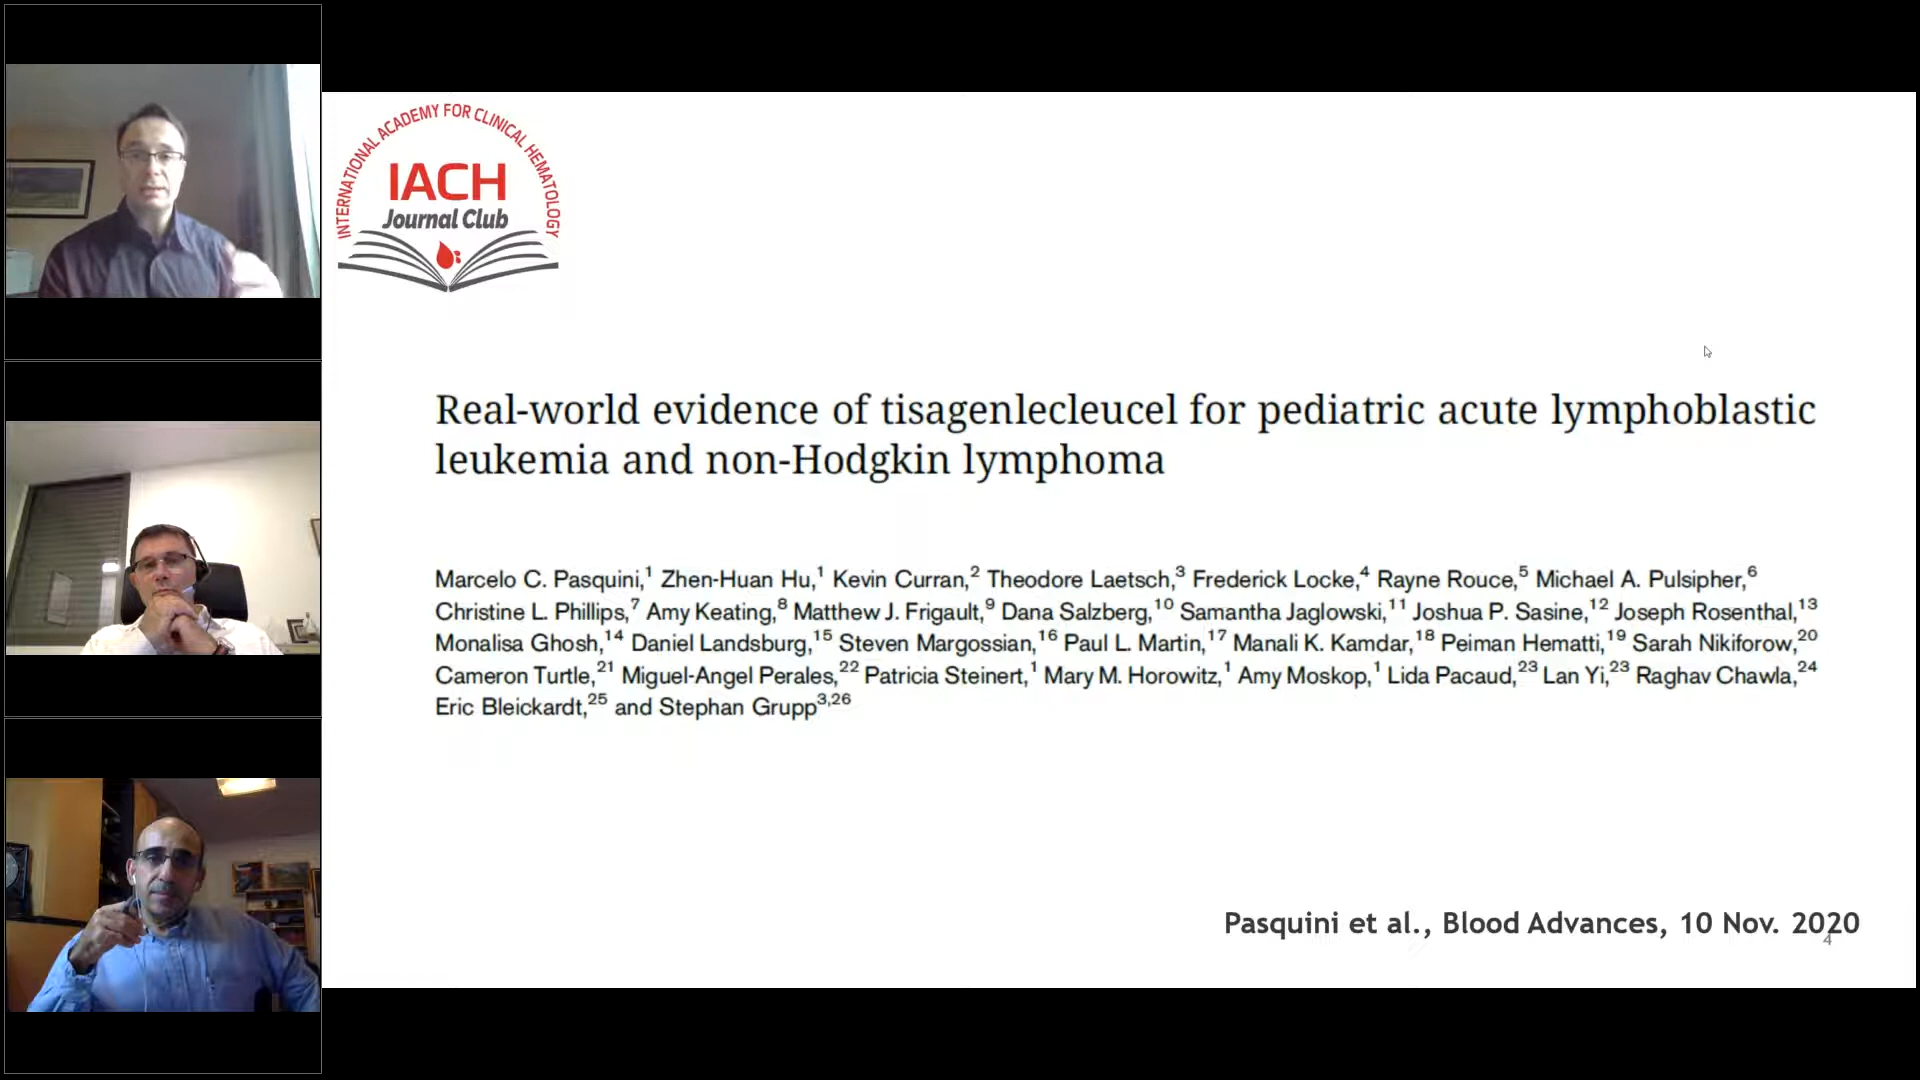 INTERNATIONAL ACADEMY FOR CLINICAL HEMATOLOGY
IACH
Journal Club
Real-world evidence of tisagenlecleucel for pediatric acute lymphoblastic
leukemia and non-Hodgkin lymphoma
Marcelo C. Pasquini,1 Zhen-Huan Hu,1 Kevin Curran,2 Theodore Laetsch,3 Frederick Locke,4 Rayne Rouce,5 Michael A. Pulsipher,6
Christine L. Phillips,7 Amy Keating,8 Matthew J. Frigault,9 Dana Salzberg,10 Samantha Jaglowski,11 Joshua P. Sasine,12 Joseph Rosenthal,13
Monalisa Ghosh,14 Daniel Landsburg,15 Steven Margossian,16 Paul L. Martin,17 Manali K. Kamdar,18 Peiman Hematti,19 Sarah Nikiforow,20
Cameron Turtle,21 Miguel-Angel Perales,22 Patricia Steinert,1 Mary M. Horowitz,1 Amy Moskop,1 Lida Pacaud,23 Lan Yi,23 Raghav Chawla,24
Eric Bleickardt,25 and Stephan Grupp3,26
Pasquini et al., Blood Advances, 10 Nov. 2020
4